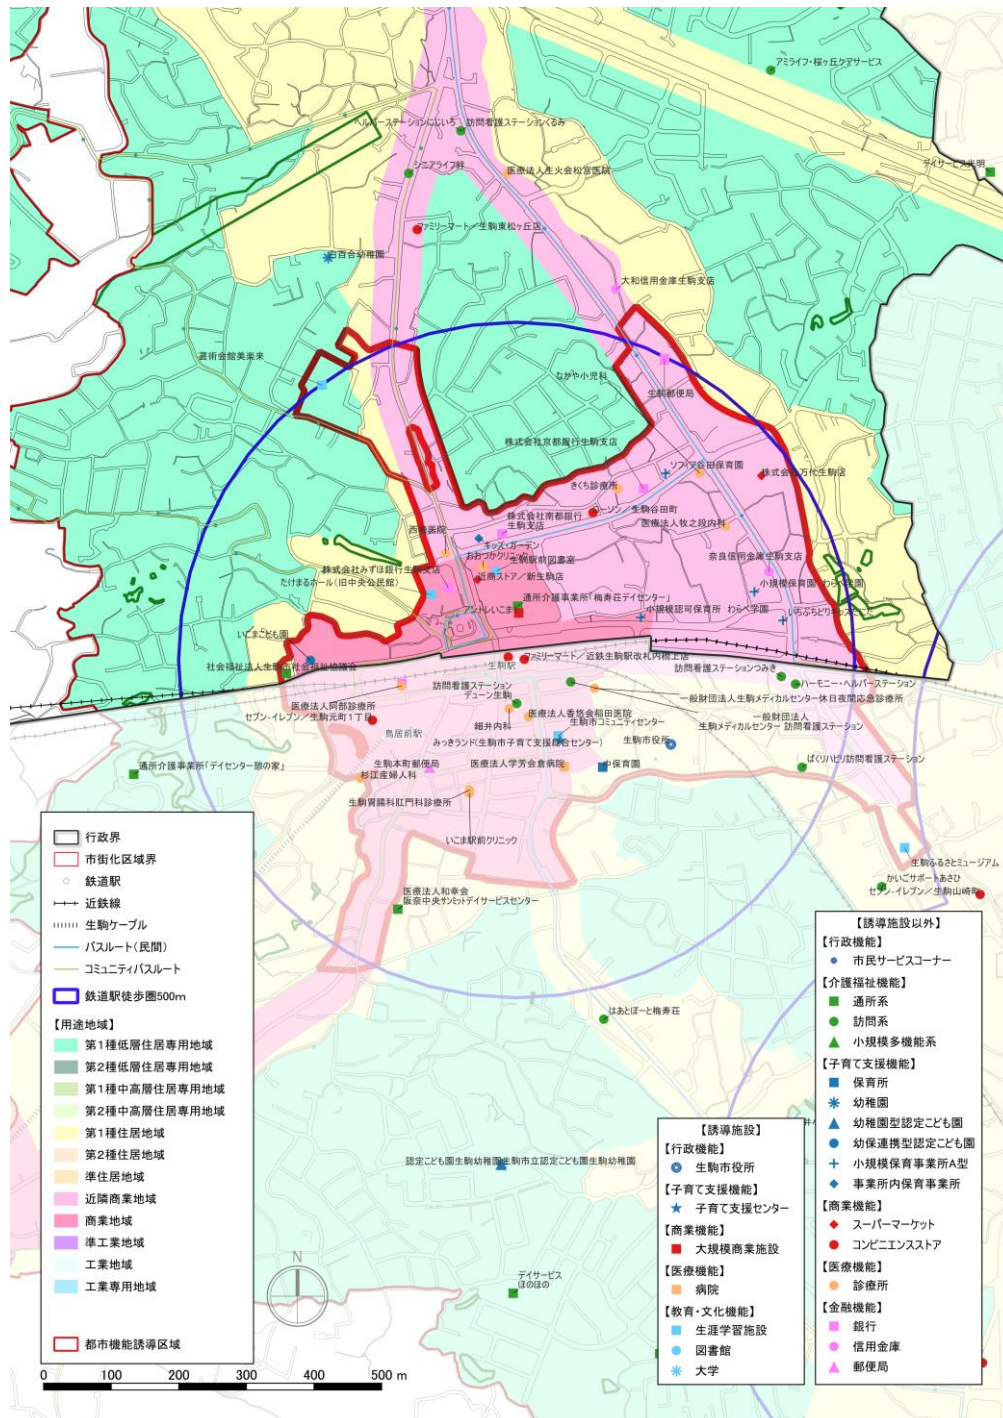 アミライフ・桜ヶ丘ケアサービス
ヘルパーステーションにじいろ
訪問看護ステーションくるみ
シニアライフ絆
医療法人生火会松宮医院
デイサービス光明
ファミリーマート／生駒東松ヶ丘店
白百合幼稚園
大和信用金庫生駒支店
芸術会館美楽来
なかや小児科
生駒郵便局
株式会社京都銀行生駒支店
ソフィア谷田保育園
株式会社万代生駒店
きくち診療所
ローソン／生駒谷田町
株式会社南都銀行
生駒支店
医療法人牧之段内科
キッズ・ガーデン
おおつかクリニック
生駒駅前図書室
奈良信用金庫生駒支店
株式会社みずほ銀行生駒支店
近商ストア／新生駒店
たけまるホール(旧中央公民館)
小規模保育園 わらべ学園
通所介護事業所「梅寿荘デイセンター」
アントレいこま
小規模認可保育所 わらべ学園
いこまこども園
ファミリーマート／近鉄生駒駅改札内橋上店
生駒駅
訪問看護ステーションつみき
ハーモニー・ヘルパーステーション
訪問看護ステーション
デューン生駒
一般財団法人生駒メディカルセンター休日夜間応急診療所
医療法人阿部診療所
セブン-イレブン／生駒元町1丁目
細井内科
医療法人香悠会稲田医院
生駒市コミュニティセンター
一般財団法人
生駒メディカルセンター 訪問看護ステーション
鳥居前駅
みっきランド(生駒市子育て支援総合センター)
生駒市役所
通所介護事業所「デイセンター憩の家」
生駒本町郵便局
医療法人学芳会倉病院
中保育園
ぱくリハビリ訪問看護ステーション
杉江産婦人科
生駒胃腸科肛門科診療所
いこま駅前クリニック
生駒ふるさとミュージアム
かいごサポートあさひ
セブン-イレブン／生駒山崎町
医療法人和幸会
阪奈中央サミットデイサービスセンター
はあとぽーと梅寿荘
デイサービス
ほのほの
行政界
市街化区域界
鉄道駅
近鉄線
生駒ケーブル
バスルート(民間)
コミュニティバスルート
鉄道駅徒歩圏500m
【用途地域】
第1種低層住居専用地域
第2種低層住居専用地域
第1種中高層住居専用地域
第2種中高層住居専用地域
第1種住居地域
第2種住居地域
準住居地域
近隣商業地域
商業地域
準工業地域
工業地域
工業専用地域
都市機能誘導区域
N
0 100 200 300 400 500 m
【誘導施設】
【行政機能】
生駒市役所
【子育て支援機能】
子育て支援センター
【商業機能】
大規模商業施設
【医療機能】
病院
【教育・文化機能】
生涯学習施設
図書館
大学
【誘導施設以外】
【行政機能】
市民サービスコーナー
【介護福祉機能】
通所系
訪問系
小規模多機能系
【子育て支援機能】
保育所
幼稚園
幼稚園型認定こども園
幼保連携型認定こども園
小規模保育事業所A型
事業所内保育事業所
【商業機能】
スーパーマーケット
コンビニエンスストア
【医療機能】
診療所
【金融機能】
銀行
信用金庫
郵便局